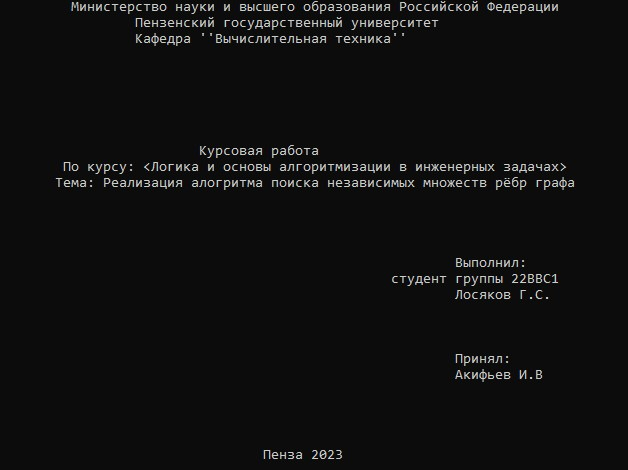 Министерство науки и высшего образования Российской Федерации
Пензенский государственный университет
Кафедра ''Вычислительная техника''
Курсовая работа
По курсу: <Логика и основы алгоритмизации в инженерных задачах>
Тема: Реализация алогритма поиска независимых множеств рёбр графа
Выполнил:
студент группы 22ВВС1
Лосяков Г.С.
Принял:
Акифьев И.В
Пенза 2023